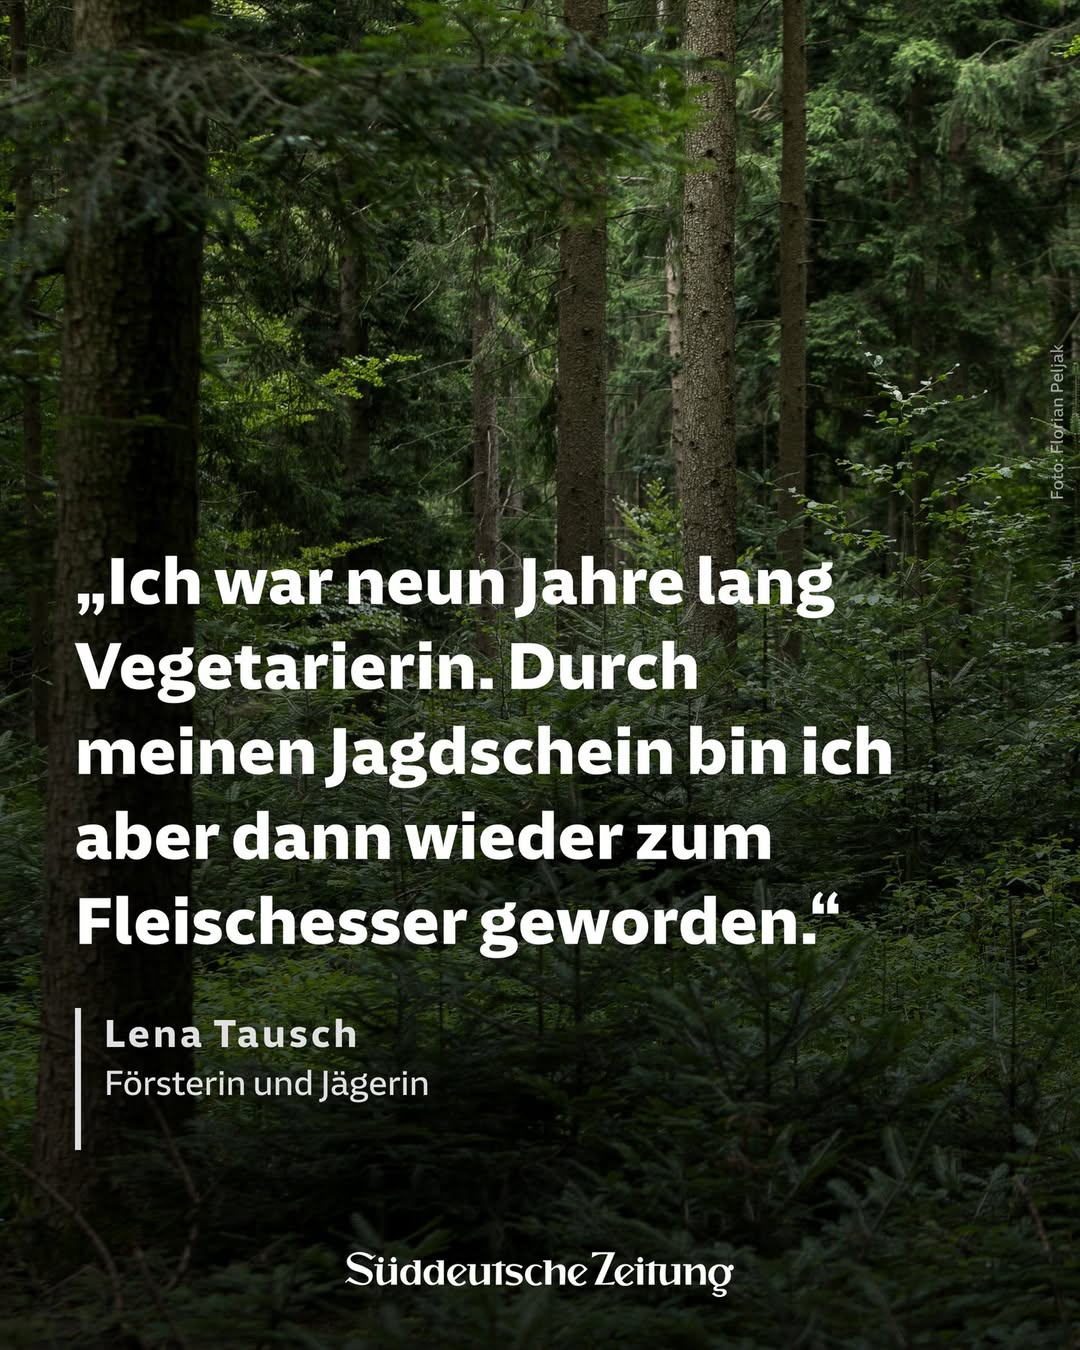 Foto: Florian Peljak
„Ich war neun Jahre lang
Vegetarierin. Durch
meinen Jagdschein bin ich
aber dann wieder zum
Fleischesser geworden.“
Lena Tausch
Försterin und Jägerin
Süddeutsche Zeitung